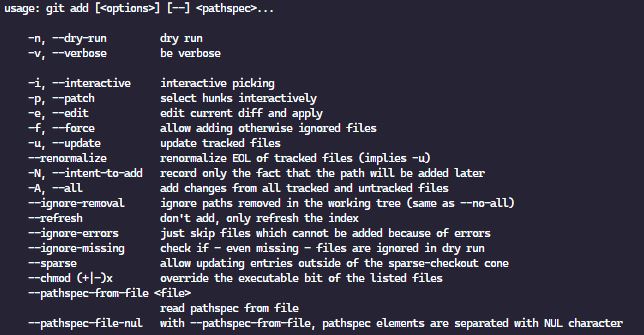 usage: git add [<options>] [--] <pathspec>...

    -n, --dry-run         dry run
    -v, --verbose         be verbose

    -i, --interactive     interactive picking
    -p, --patch           select hunks interactively
    -e, --edit            edit current diff and apply
    -f, --force           allow adding otherwise ignored files
    -u, --update          update tracked files
    --renormalize         renormalize EOL of tracked files (implies -u)
    -N, --intent-to-add   record only the fact that the path will be added later
    -A, --all             add changes from all tracked and untracked files
    --ignore-removal      ignore paths removed in the working tree (same as --no-all)
    --refresh             don't add, only refresh the index
    --ignore-errors       just skip files which cannot be added because of errors
    --ignore-missing      check if - even missing - files are ignored in dry run
    --sparse              allow updating entries outside of the sparse-checkout cone
    --chmod (+|-)x        override the executable bit of the listed files
    --pathspec-from-file <file>
                          read pathspec from file
    --pathspec-file-nul   with --pathspec-from-file, pathspec elements are separated with NUL character